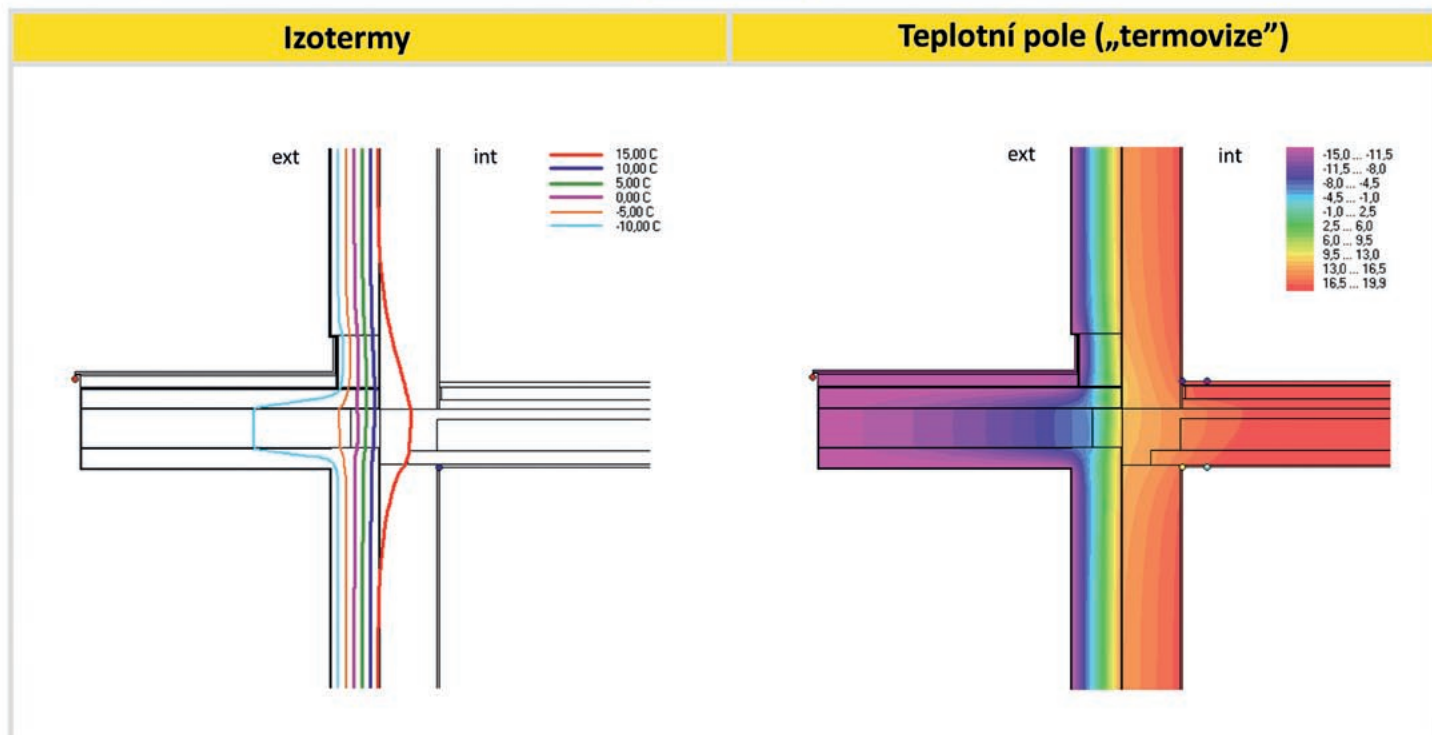 Izotermy
Teplotní pole („termovize”)
ext
int
15,00 C
10,00 C
5,00 C
0,00 C
-5,00 C
-10,00 C
ext
int
-15,0 ... -11,5
-11,5 ... -8,0
-8,0 ... -4,5
-4,5 ... -1,0
-1,0 ... 2,5
2,5 ... 6,0
6,0 ... 9,5
9,5 ... 13,0
13,0 ... 16,5
16,5 ... 19,9